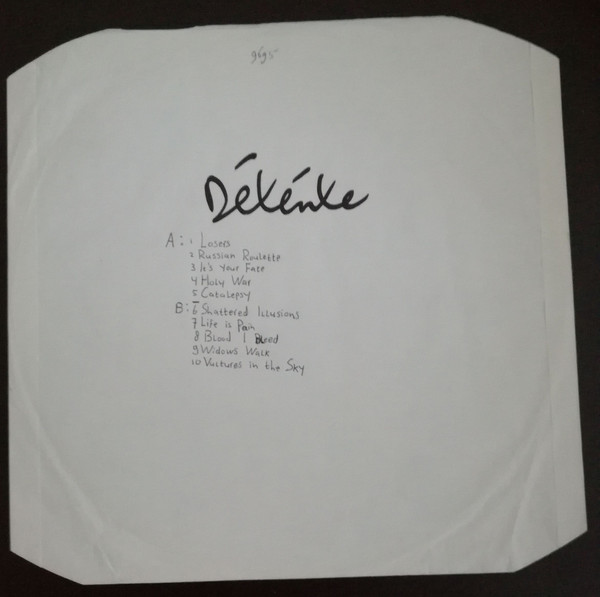 9695
Détente
A: 1 Losers
2 Russian Roulette
3 It's Your Fate
4 Holy War
5 Catalepsy
B: 6 Shattered Illusions
7 Life is Pain
8 Blood I Bleed
9 Widows Walk
10 Vultures in the Sky